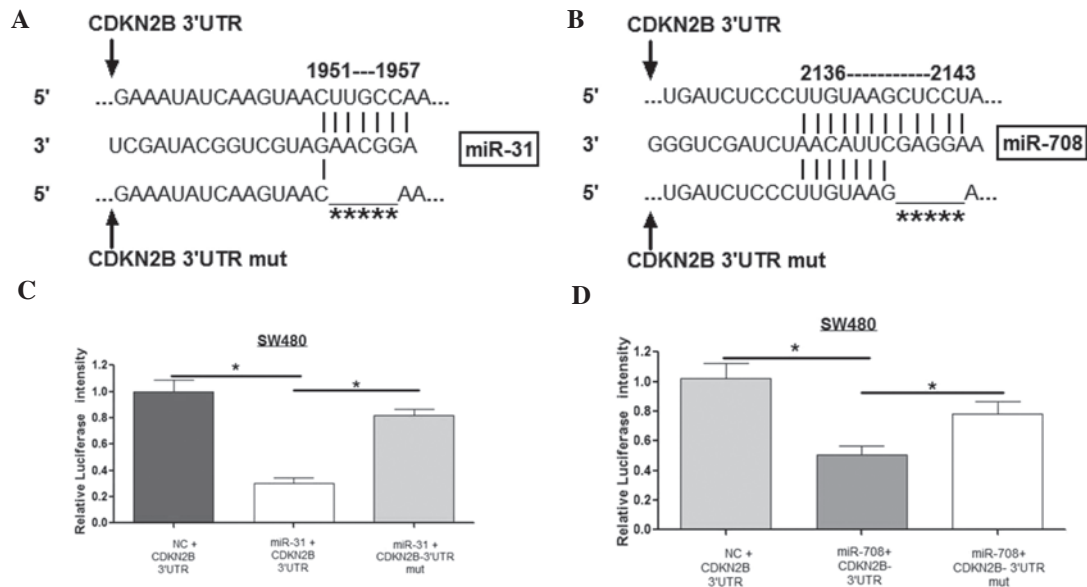 A
CDKN2B 3'UTR
1951---1957
5' ...GAAAUAUCAAGUAACUUGCCAA...
3' UCGAUACGGUCGUAGAACGGA miR-31
5' ...GAAAUAUCAAGUAAC______AA...
*****
CDKN2B 3'UTR mut
B
CDKN2B 3'UTR
2136-----------2143
5' ...UGAUCUCCCUUGUAAGCUCCUA...
3' GGGUCGAUCUAACAUUCGAGGAA miR-708
5' ...UGAUCUCCCUUGUAAG______A...
*****
CDKN2B 3'UTR mut
C
SW480
Relative Luciferase intensity
1.2
1.0
0.8
0.6
0.4
0.2
0.0
*
*
NC +
CDKN2B
3'UTR
miR-31 +
CDKN2B
3'UTR
miR-31 +
CDKN2B-3'UTR
mut
D
SW480
Relative Luciferase intensity
1.2
1.0
0.8
0.6
0.4
0.2
0.0
*
*
NC +
CDKN2B
3'UTR
miR-708+
CDKN2B-
3'UTR
miR-708+
CDKN2B- 3'UTR
mut